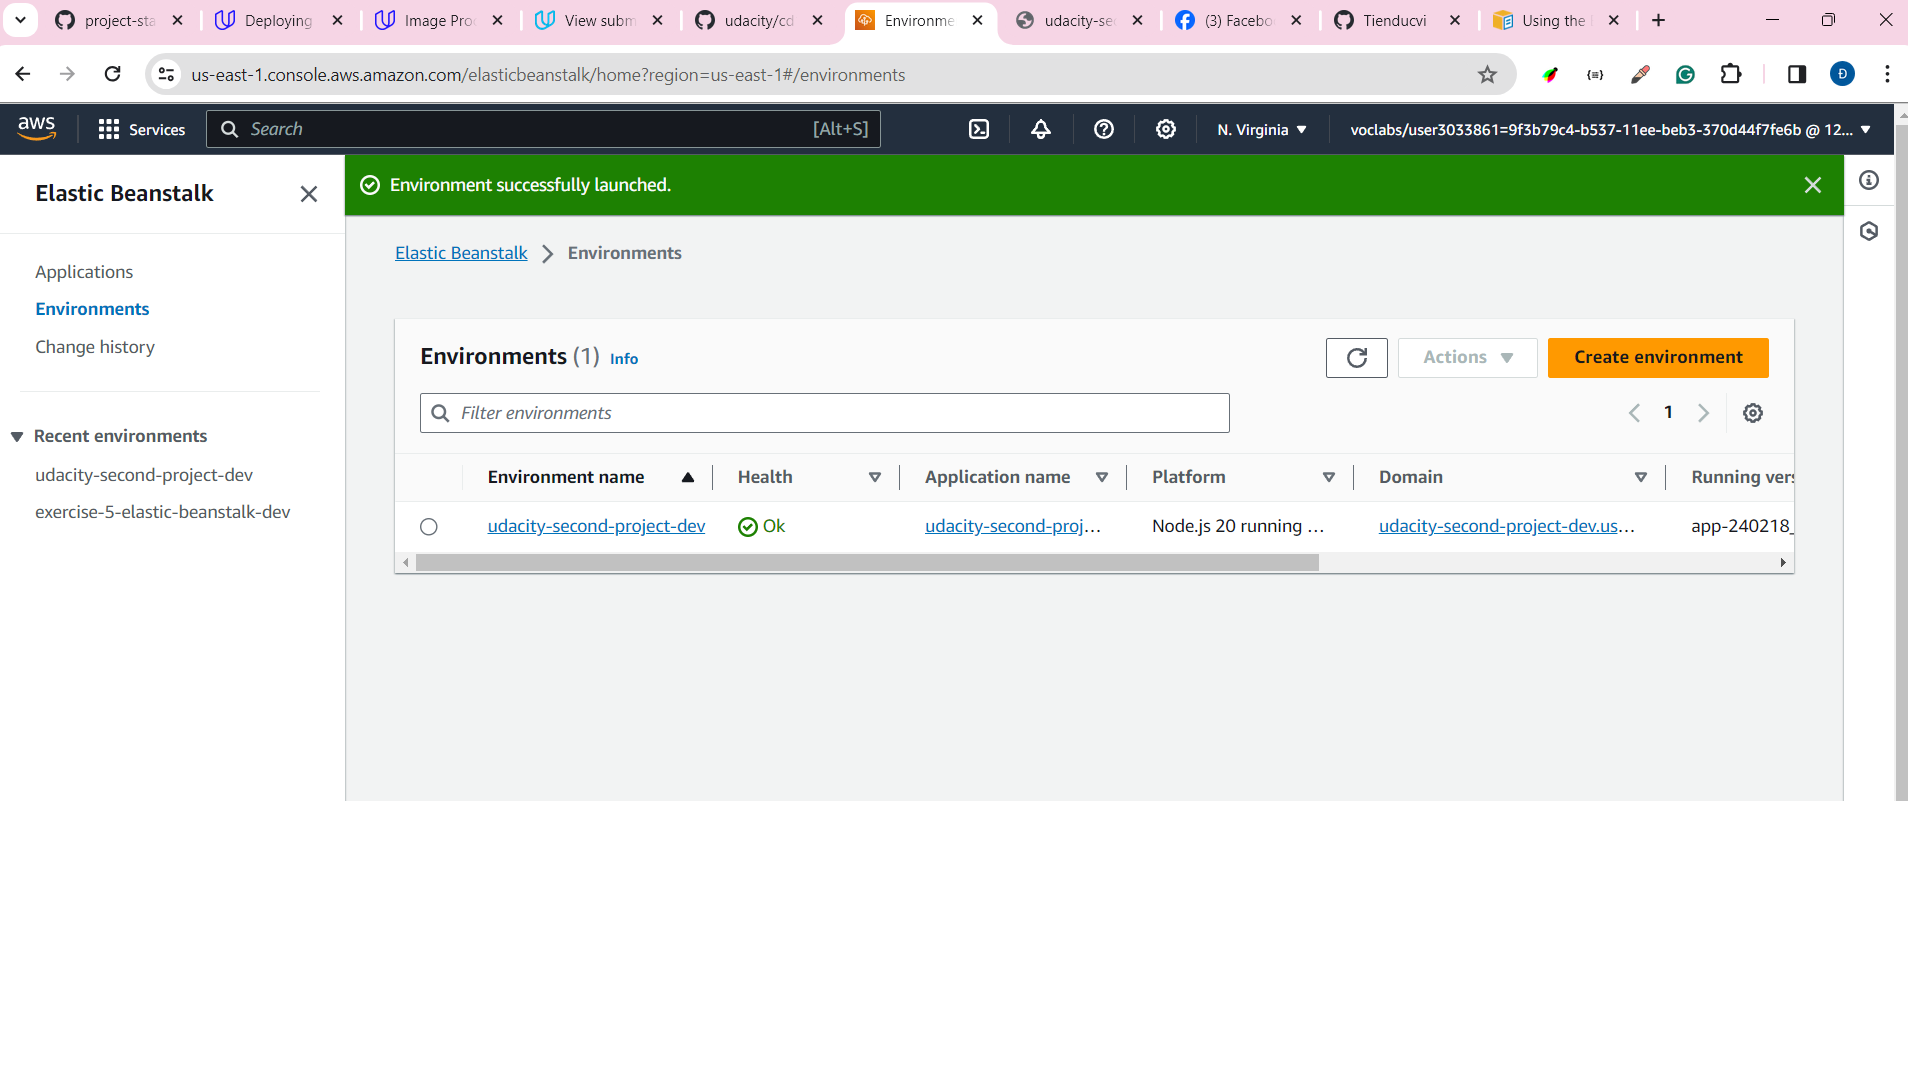 project-sta
Deploying
Image Pro
View subm
udacity/cd
Environme
udacity-se
(3) Facebo
Tienducvi
Using the
us-east-1.console.aws.amazon.com/elasticbeanstalk/home?region=us-east-1#/environments
Đ
aws
Services
Search
[Alt+S]
N. Virginia
voclabs/user3033861=9f3b79c4-b537-11ee-beb3-370d44f7fe6b @ 12...
Elastic Beanstalk
Applications
Environments
Change history
Recent environments
udacity-second-project-dev
exercise-5-elastic-beanstalk-dev
Environment successfully launched.
Elastic Beanstalk > Environments
Environments (1) Info
Actions
Create environment
Filter environments
1
Environment name
Health
Application name
Platform
Domain
Running vers
udacity-second-project-dev
Ok
udacity-second-proj...
Node.js 20 running ...
udacity-second-project-dev.us...
app-240218_